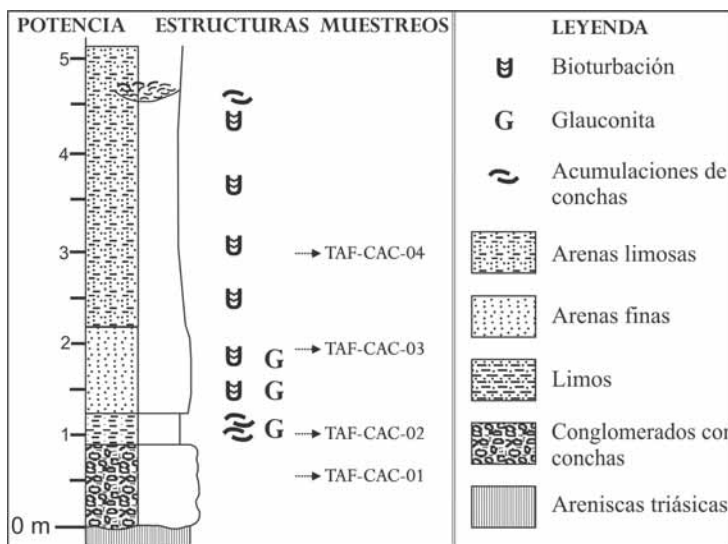 POTENCIA ESTRUCTURAS MUESTREOS
5
4
3
2
1
0 m
G
G
G
TAF-CAC-04
TAF-CAC-03
TAF-CAC-02
TAF-CAC-01
LEYENDA
Bioturbación
G Glauconita
Acumulaciones de
conchas
Arenas limosas
Arenas finas
Limos
Conglomerados con
conchas
Areniscas triásicas